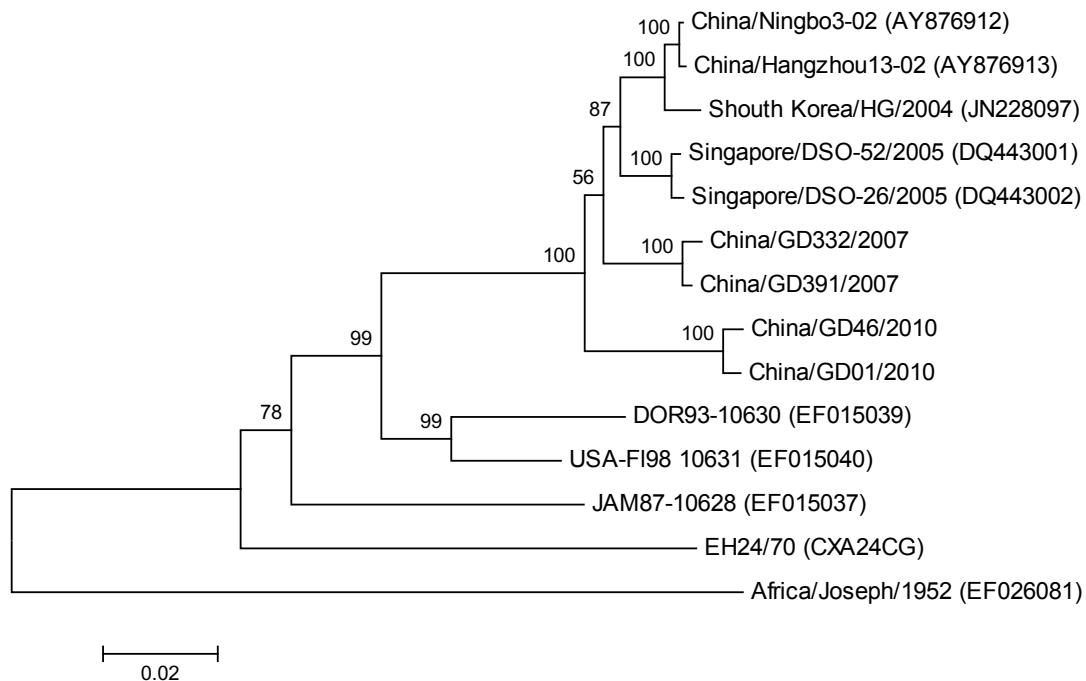 100
China/Ningbo3-02 (AY876912)
China/Hangzhou13-02 (AY876913)
100
Shouth Korea/HG/2004 (JN228097)
87
100
Singapore/DSO-52/2005 (DQ443001)
Singapore/DSO-26/2005 (DQ443002)
56
100
China/GD332/2007
China/GD391/2007
100
100
China/GD46/2010
China/GD01/2010
99
99
DOR93-10630 (EF015039)
USA-Fl98 10631 (EF015040)
78
JAM87-10628 (EF015037)
EH24/70 (CXA24CG)
Africa/Joseph/1952 (EF026081)
0.02